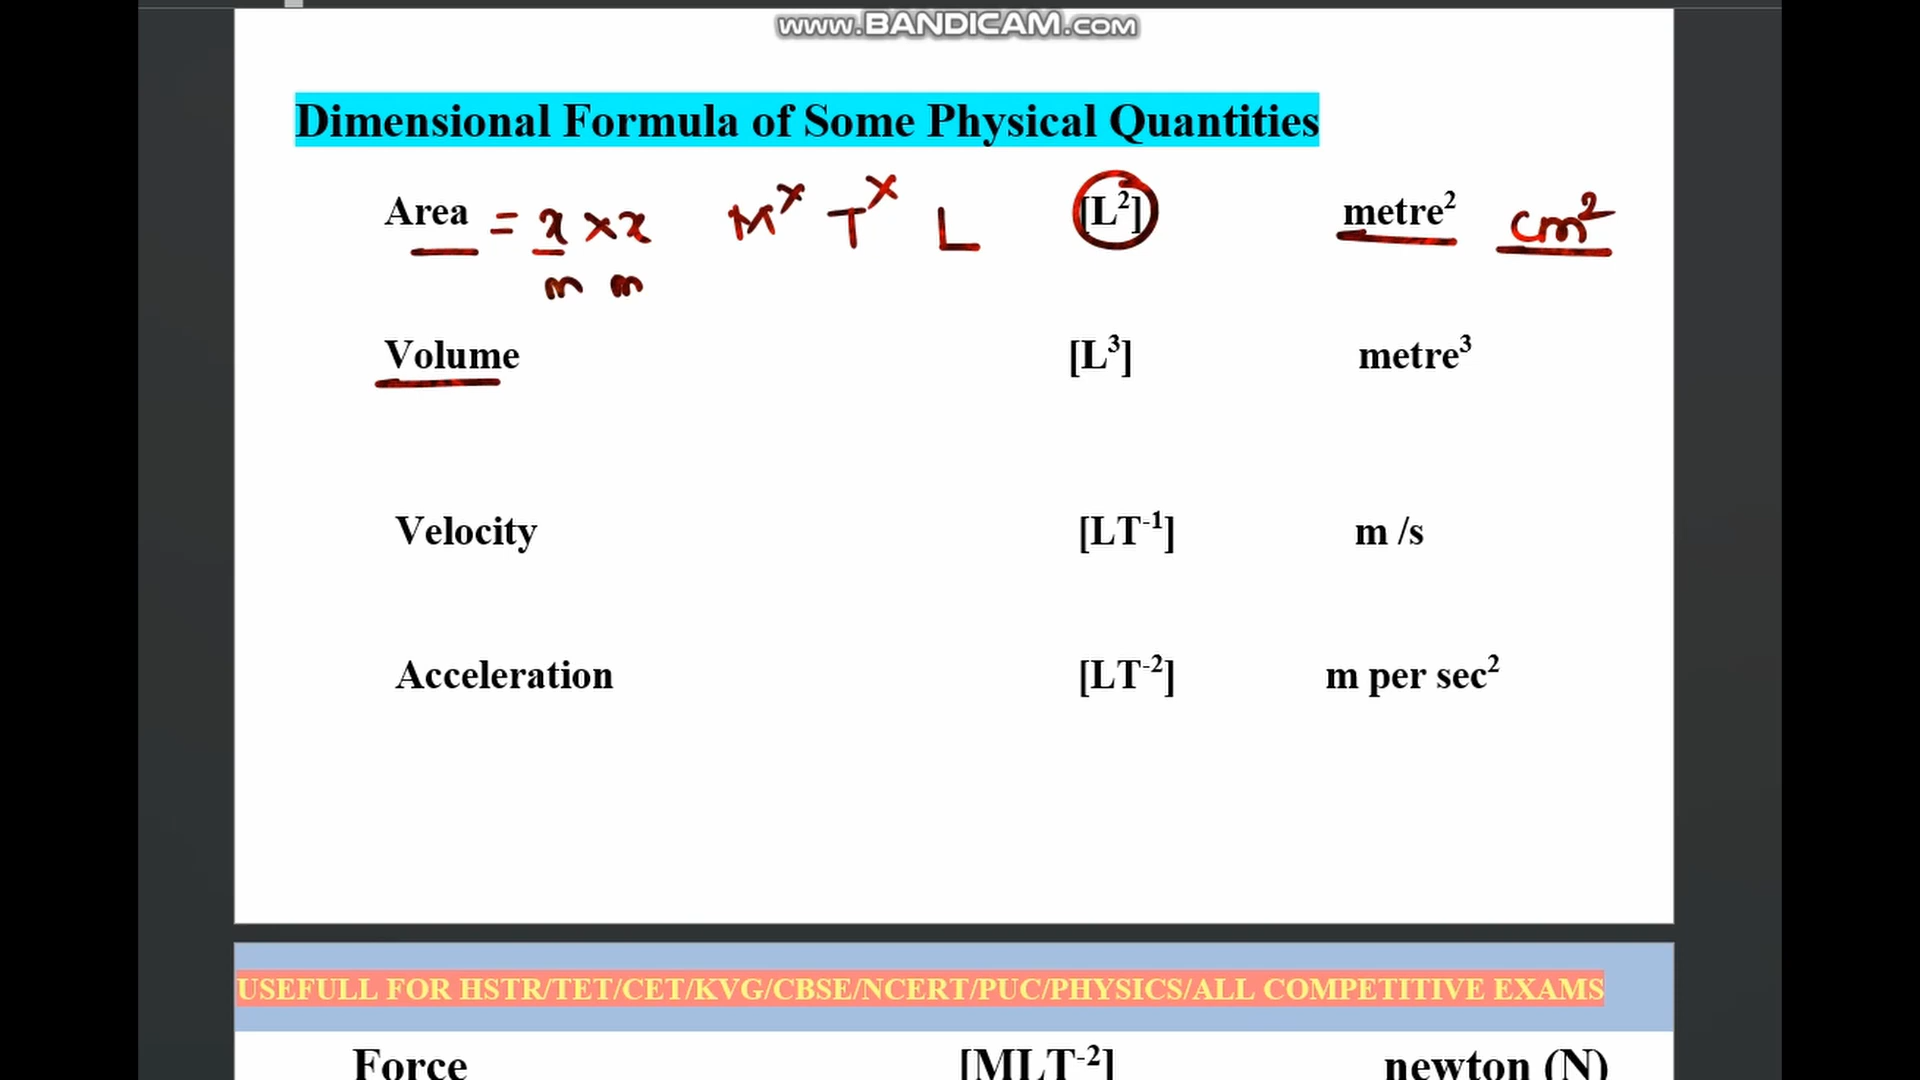 www.BANDICAM.com
Dimensional Formula of Some Physical Quantities
Area = x × x M^x T^x L [L²] metre² cm²
m m
Volume [L³] metre³
Velocity [LT⁻¹] m /s
Acceleration [LT⁻²] m per sec²
USEFULL FOR HSTR/TET/CET/KVG/CBSE/NCERT/PUC/PHYSICS/ALL COMPETITIVE EXAMS
Force [MLT⁻²] newton (N)